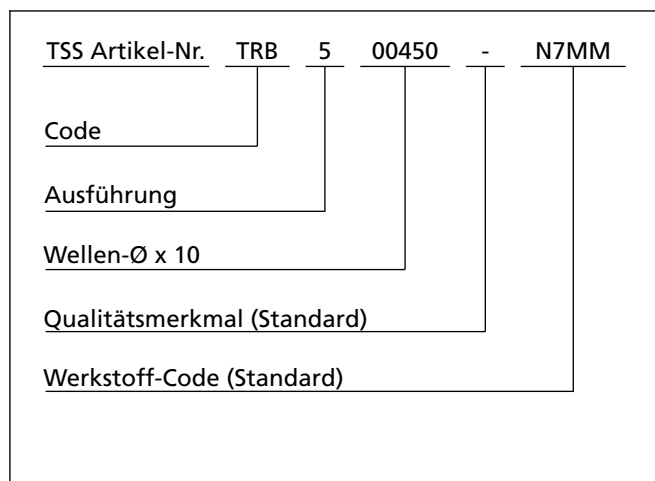 TSS Artikel-Nr. TRB 5 00450 - N7MM
Code
Ausführung
Wellen-Ø x 10
Qualitätsmerkmal (Standard)
Werkstoff-Code (Standard)